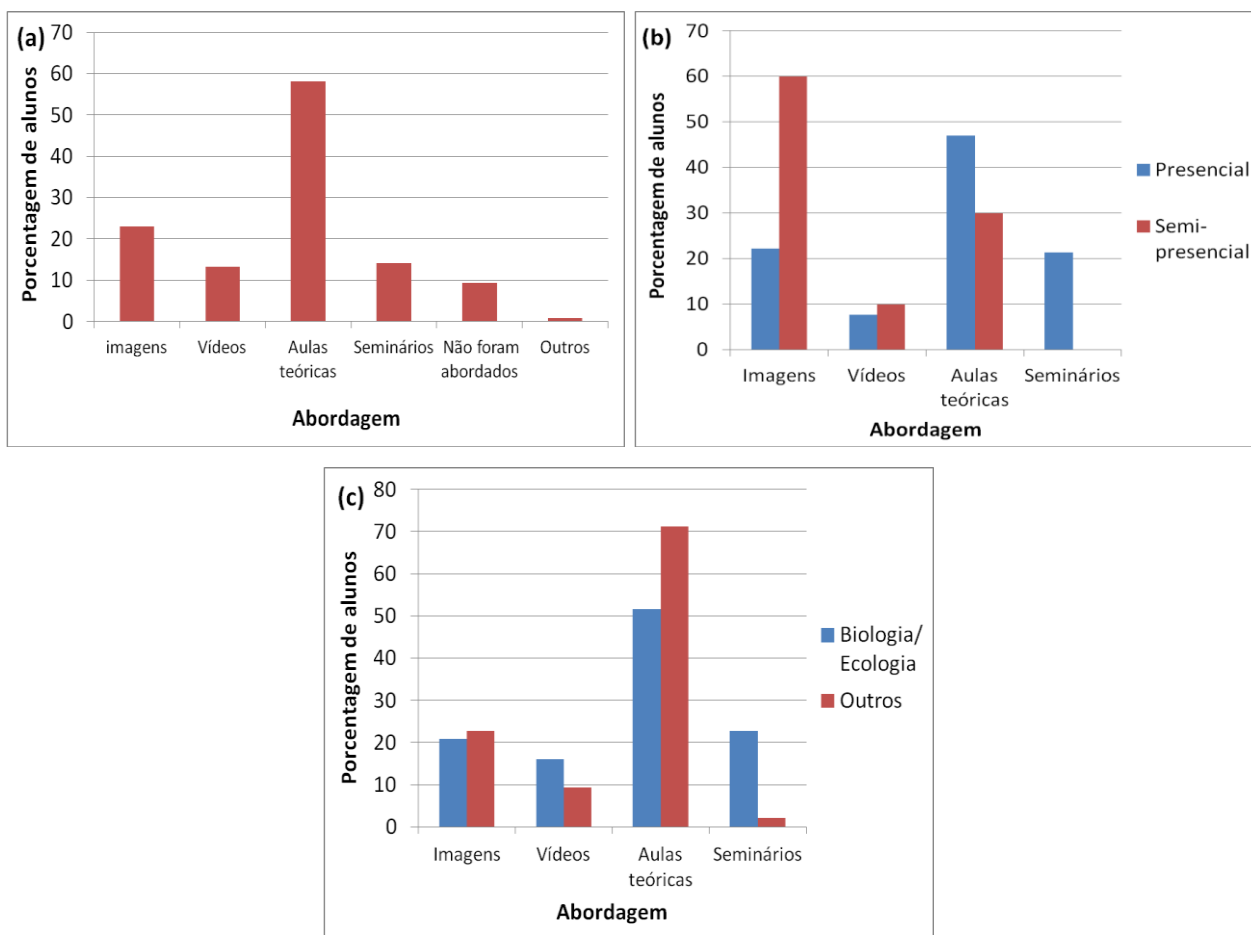 (a)
Porcentagem de alunos
70
60
50
40
30
20
10
0
imagens
Vídeos
Aulas
teóricas
Seminários
Não foram
abordados
Outros
Abordagem
(b)
Porcentagem de alunos
70
60
50
40
30
20
10
0
Imagens
Vídeos
Aulas
teóricas
Seminários
Abordagem
Presencial
Semi-
presencial
(c)
Porcentagem de alunos
80
70
60
50
40
30
20
10
0
Imagens
Vídeos
Aulas
teóricas
Seminários
Abordagem
Biologia/
Ecologia
Outros